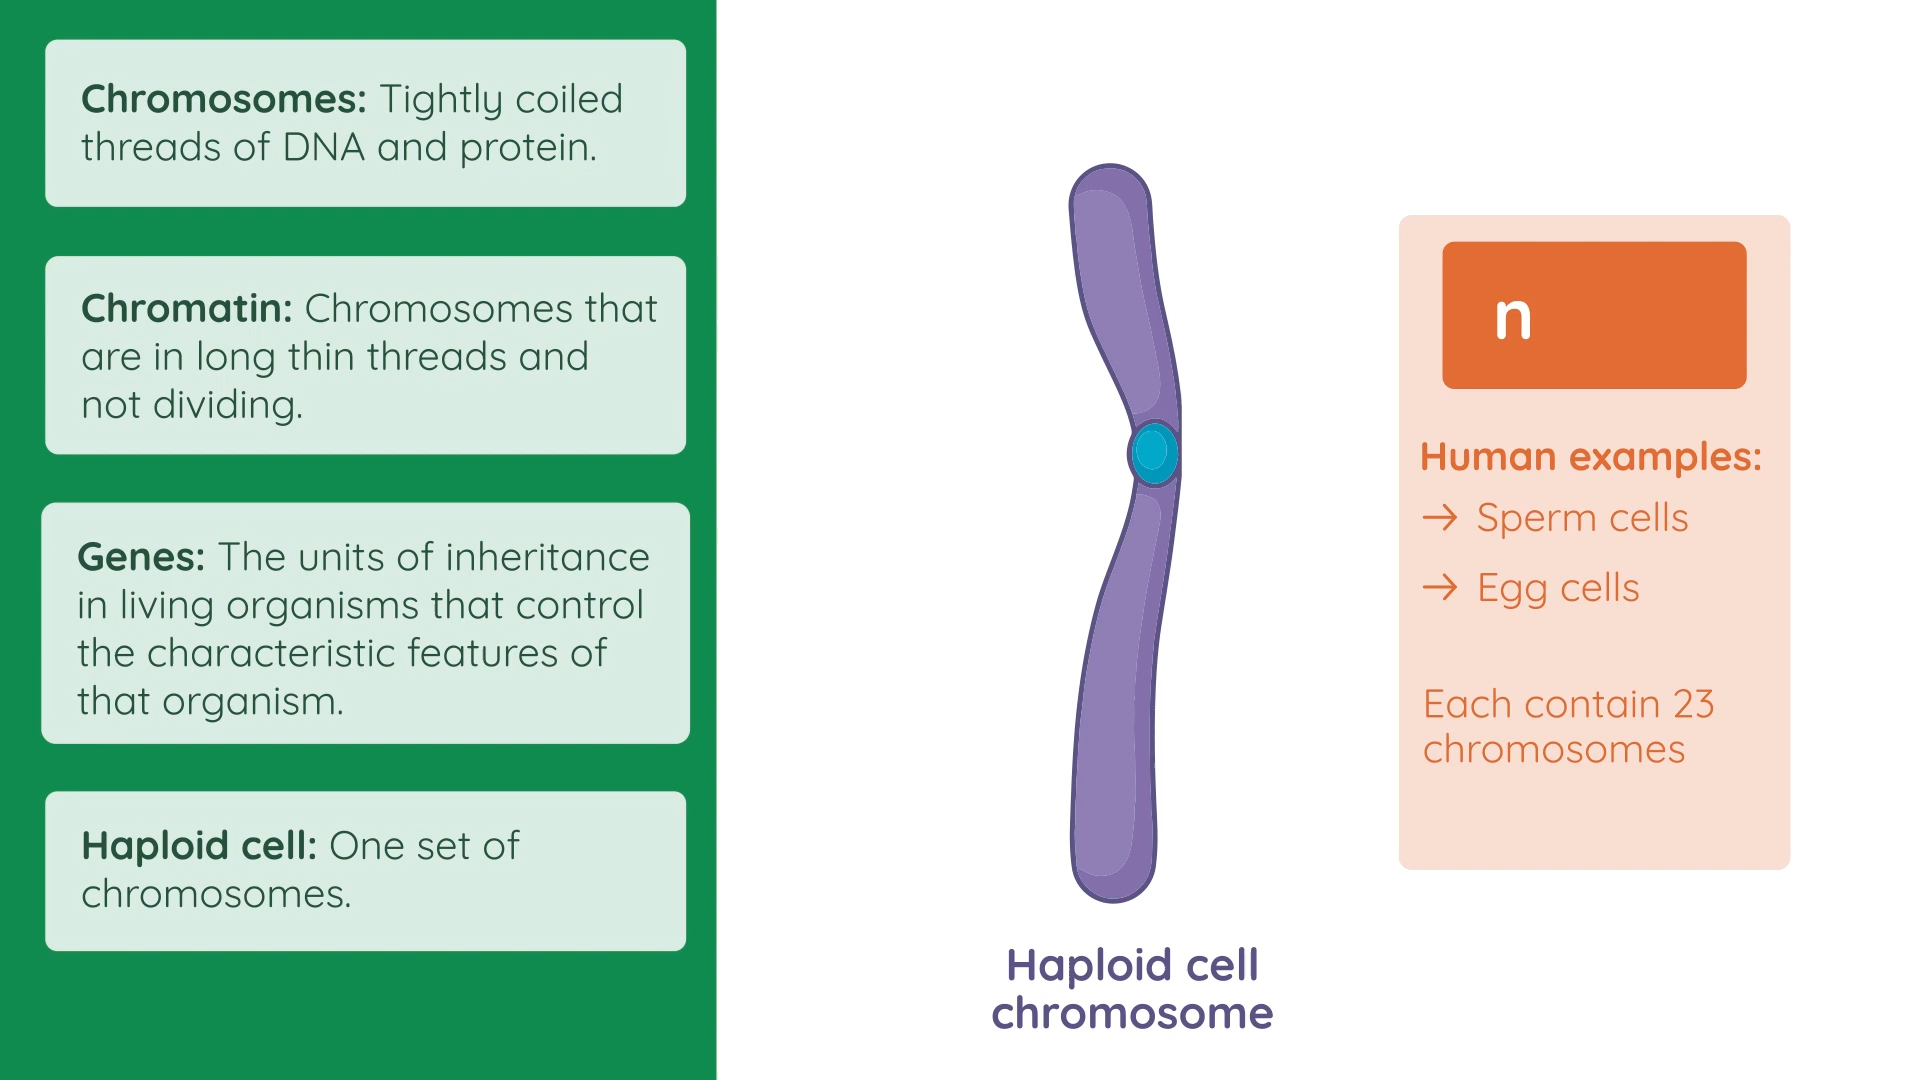 Chromosomes: Tightly coiled
threads of DNA and protein.
Chromatin: Chromosomes that
are in long thin threads and
not dividing.
Genes: The units of inheritance
in living organisms that control
the characteristic features of
that organism.
Haploid cell: One set of
chromosomes.
Haploid cell
chromosome
n
Human examples:
→ Sperm cells
→ Egg cells
Each contain 23
chromosomes